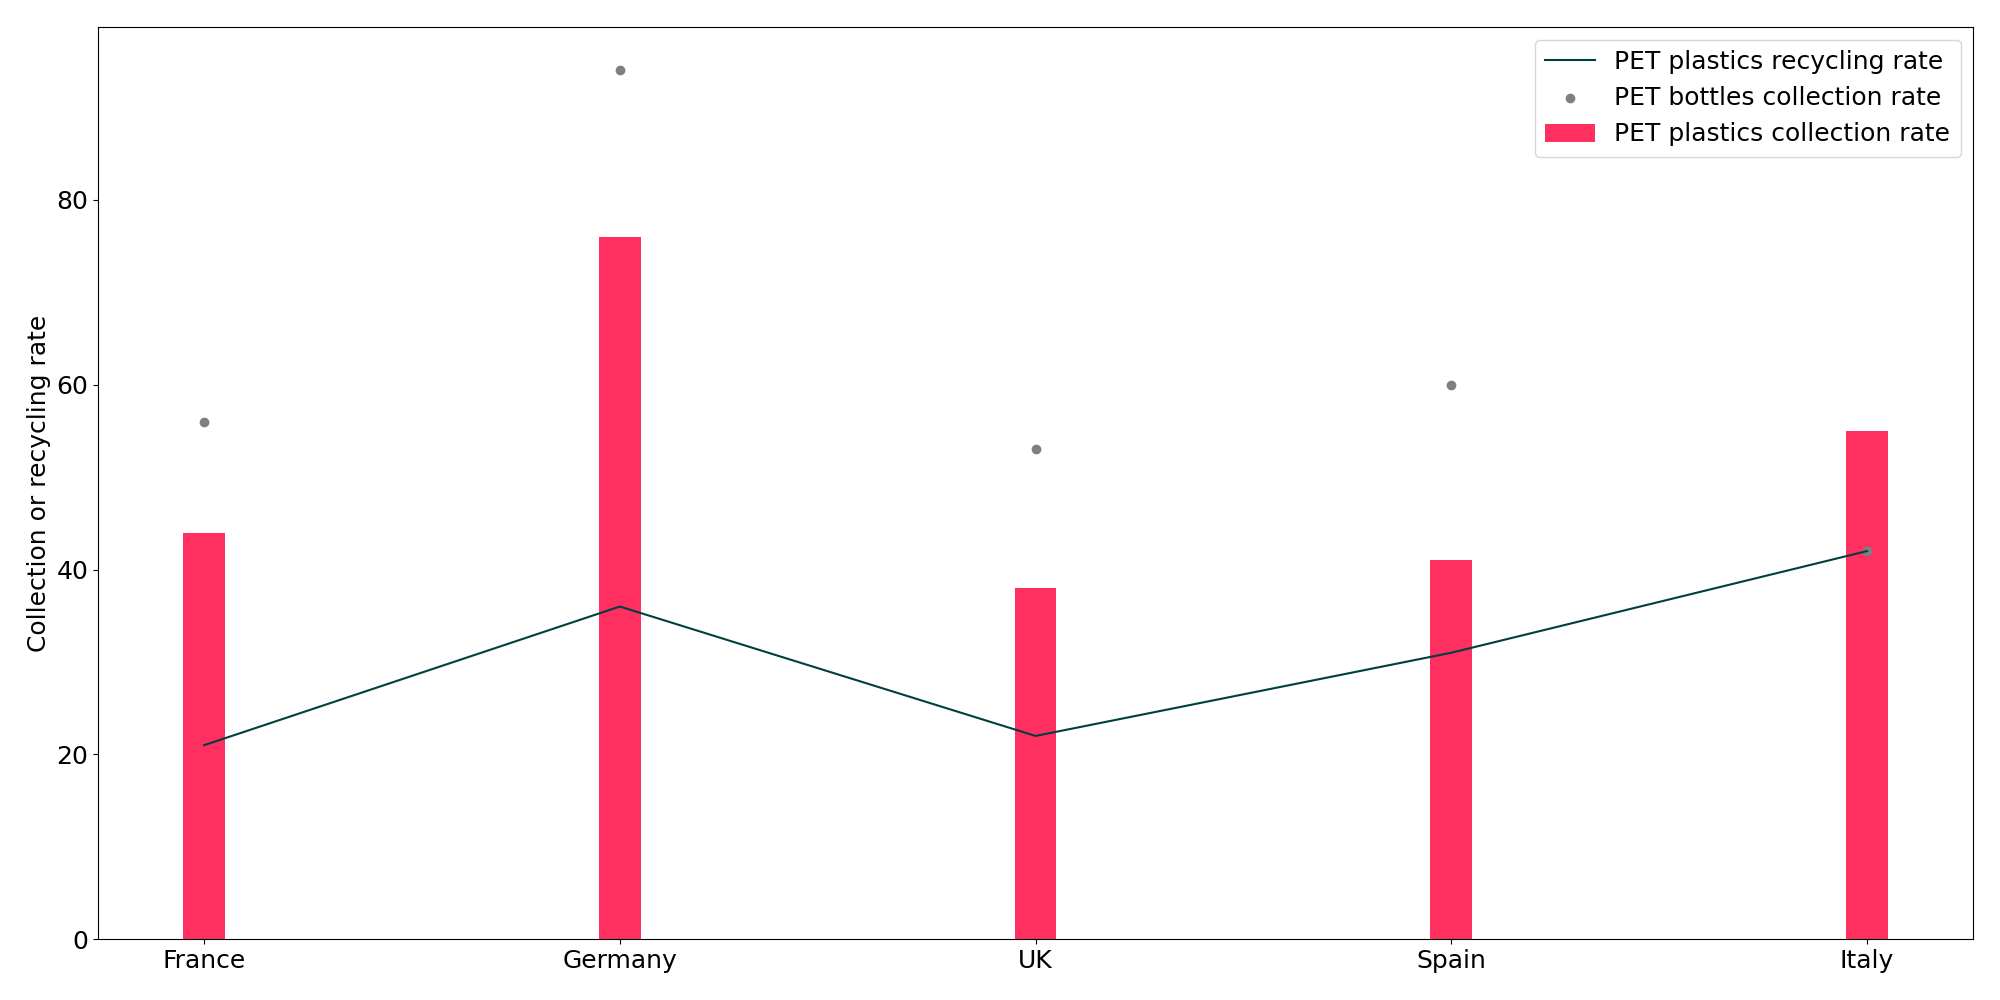 PET plastics recycling rate
PET bottles collection rate
PET plastics collection rate
Collection or recycling rate
80
60
40
20
0
France
Germany
UK
Spain
Italy